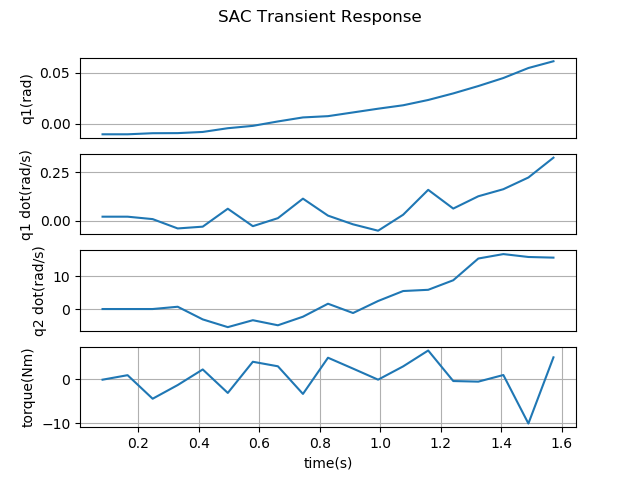 SAC Transient Response
q1(rad)
0.05
0.00
q1 dot(rad/s)
0.25
0.00
q2 dot(rad/s)
10
0
torque(Nm)
0
−10
0.2 0.4 0.6 0.8 1.0 1.2 1.4 1.6
time(s)